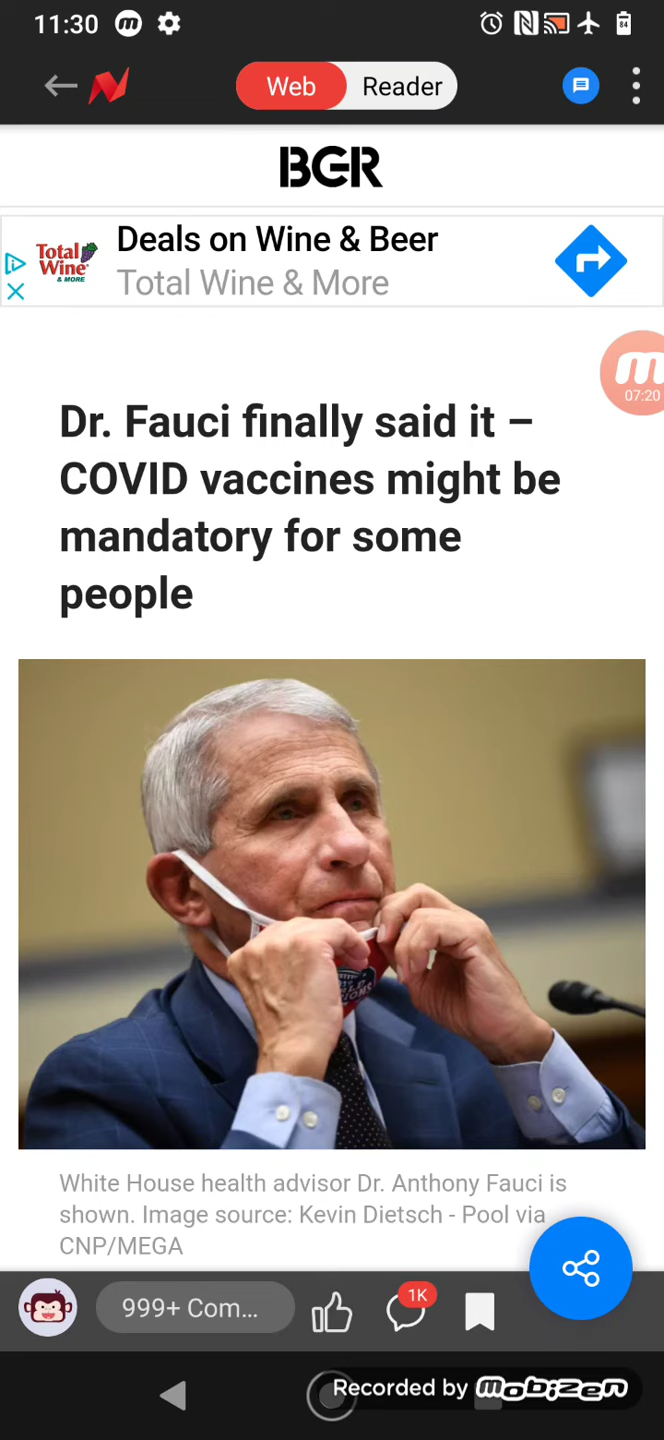 11:30
84
Web Reader
BGR
Total Wine & MORE
Deals on Wine & Beer
Total Wine & More
07:20
Dr. Fauci finally said it –
COVID vaccines might be
mandatory for some
people
White House health advisor Dr. Anthony Fauci is
shown. Image source: Kevin Dietsch - Pool via
CNP/MEGA
999+ Com...
1K
Recorded by mobizen